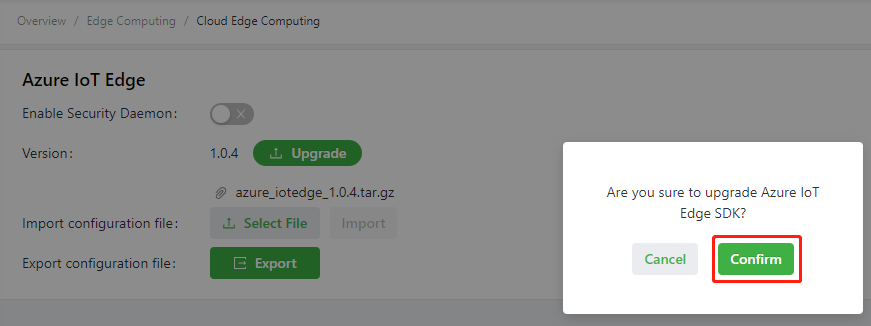 Overview / Edge Computing / Cloud Edge Computing
Azure IoT Edge
Enable Security Daemon:
Version: 1.0.4 Upgrade
azure_iotedge_1.0.4.tar.gz
Import configuration file: Select File Import
Export configuration file: Export
Are you sure to upgrade Azure IoT
Edge SDK?
Cancel Confirm